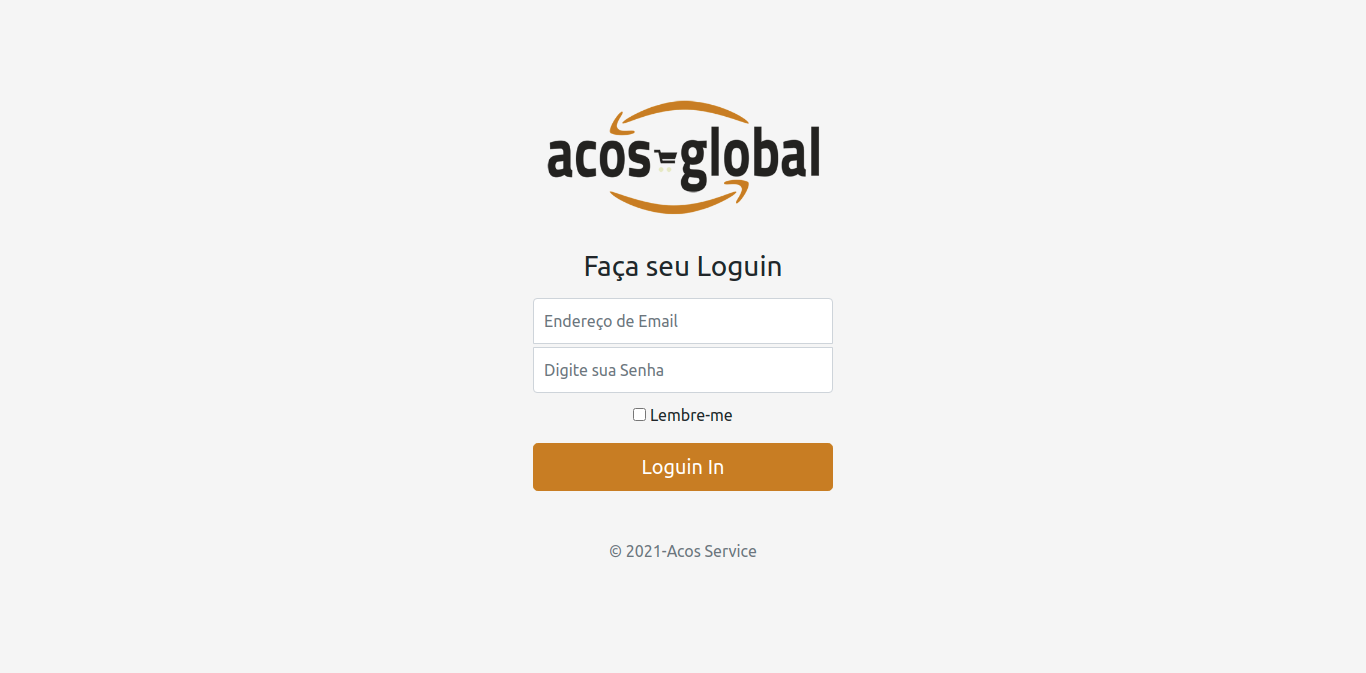 acos global
Faça seu Loguin
Endereço de Email
Digite sua Senha
Lembre-me
Loguin In
© 2021-Acos Service